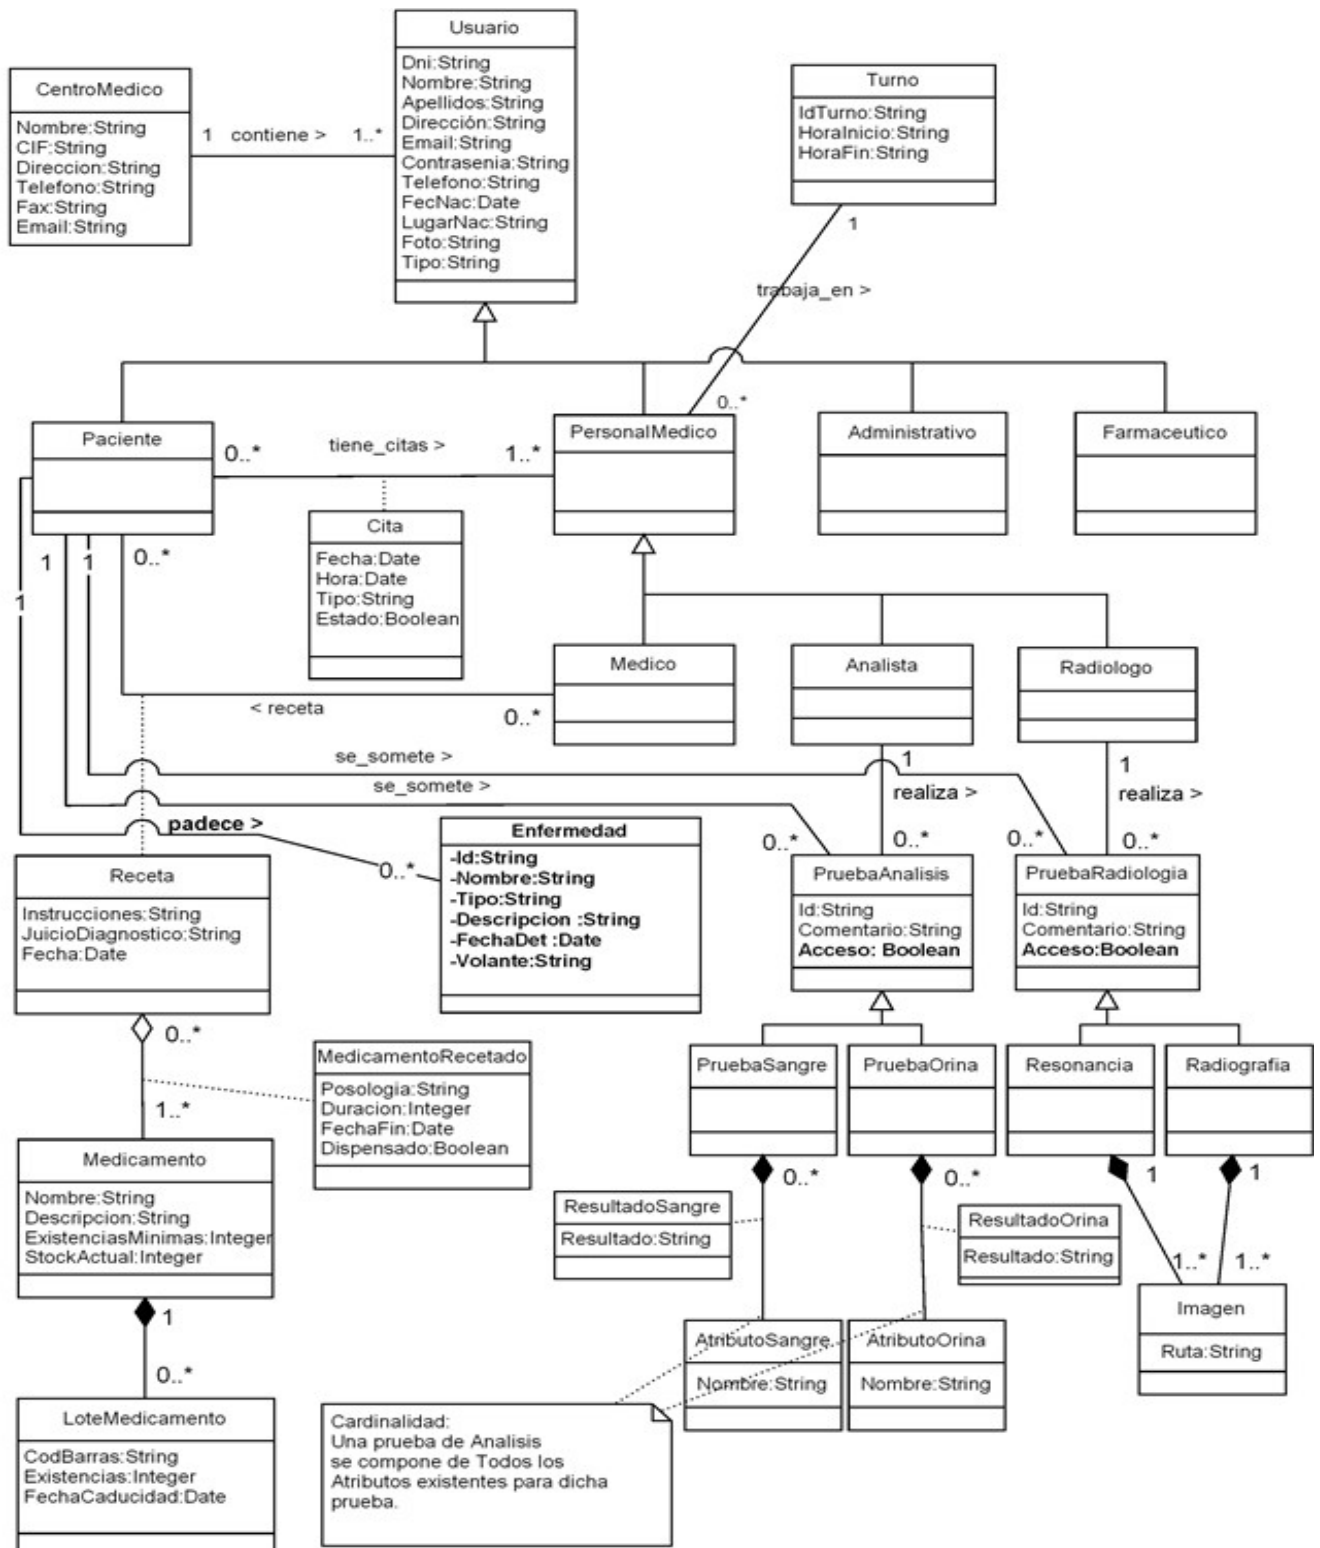 Usuario
Dni:String
Nombre:String
Apellidos:String
Dirección:String
Email:String
Contrasenia:String
Telefono:String
FecNac:Date
LugarNac:String
Foto:String
Tipo:String
CentroMedico
Nombre:String
CIF:String
Direccion:String
Telefono:String
Fax:String
Email:String
1 contiene > 1..*
Turno
IdTurno:String
HoraInicio:String
HoraFin:String
1
trabaja_en >
0..*
Paciente
0..*
tiene_citas >
1..*
PersonalMedico
Administrativo
Farmaceutico
Cita
Fecha:Date
Hora:Date
Tipo:String
Estado:Boolean
1
1
0..*
1
Medico
Analista
Radiologo
< receta
0..*
se_somete >
1
1
se_somete >
realiza >
realiza >
padece >
0..*
0..*
0..*
0..*
0..*
Enfermedad
-Id:String
-Nombre:String
-Tipo:String
-Descripcion :String
-FechaDet :Date
-Volante:String
Receta
Instrucciones:String
JuicioDiagnostico:String
Fecha:Date
PruebaAnalisis
Id:String
Comentario:String
Acceso: Boolean
PruebaRadiologia
Id:String
Comentario:String
Acceso:Boolean
0..*
MedicamentoRecetado
Posologia:String
Duracion:Integer
FechaFin:Date
Dispensado:Boolean
1..*
PruebaSangre
PruebaOrina
Resonancia
Radiografia
Medicamento
Nombre:String
Descripcion:String
ExistenciasMinimas:Integer
StockActual:Integer
0..*
0..*
1
1
ResultadoSangre
Resultado:String
ResultadoOrina
Resultado:String
1..*
1..*
1
0..*
AtributoSangre
Nombre:String
AtributoOrina
Nombre:String
Imagen
Ruta:String
LoteMedicamento
CodBarras:String
Existencias:Integer
FechaCaducidad:Date
Cardinalidad:
Una prueba de Analisis
se compone de Todos los
Atributos existentes para dicha
prueba.